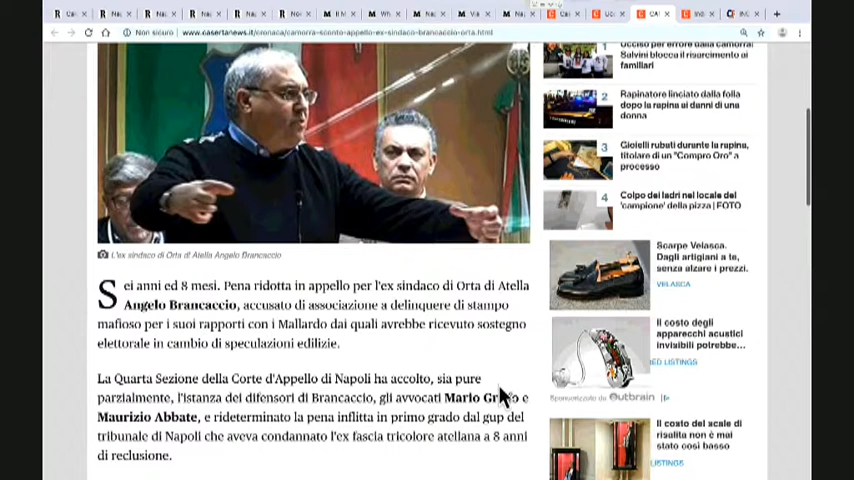 Non sicuro | www.casertanews.it/cronaca/camorra-sconto-appello-ex-sindaco-brancaccio-orta.html
L'ex sindaco di Orta di Atella Angelo Brancaccio
Sei anni ed 8 mesi. Pena ridotta in appello per l'ex sindaco di Orta di Atella
Angelo Brancaccio, accusato di associazione a delinquere di stampo
mafioso per i suoi rapporti con i Mallardo dai quali avrebbe ricevuto sostegno
elettorale in cambio di speculazioni edilizie.
La Quarta Sezione della Corte d'Appello di Napoli ha accolto, sia pure
parzialmente, l'istanza dei difensori di Brancaccio, gli avvocati Mario e
Maurizio Abbate, e rideterminato la pena inflitta in primo grado dal gup del
tribunale di Napoli che aveva condannato l'ex fascia tricolore atellana a 8 anni
di reclusione.
1
Ucciso per errore dalla camorra:
Salvini blocca il risarcimento ai
familiari
2
Rapinatore linciato dalla folla
dopo la rapina ai danni di una
donna
3
Gioielli rubati durante la rapina,
titolare di un "Compro Oro" a
processo
4
Colpo dei ladri nel locale del
'campione' della pizza | FOTO
Scarpe Velasca.
Dagli artigiani a te,
senza alzare i prezzi.
VELASCA
Il costo degli
apparecchi acustici
invisibili potrebbe...
ED LISTINGS
Sponsorizzato da Outbrain
Il costo del scale di
risalita non è mai
stato così basso
LISTINGS